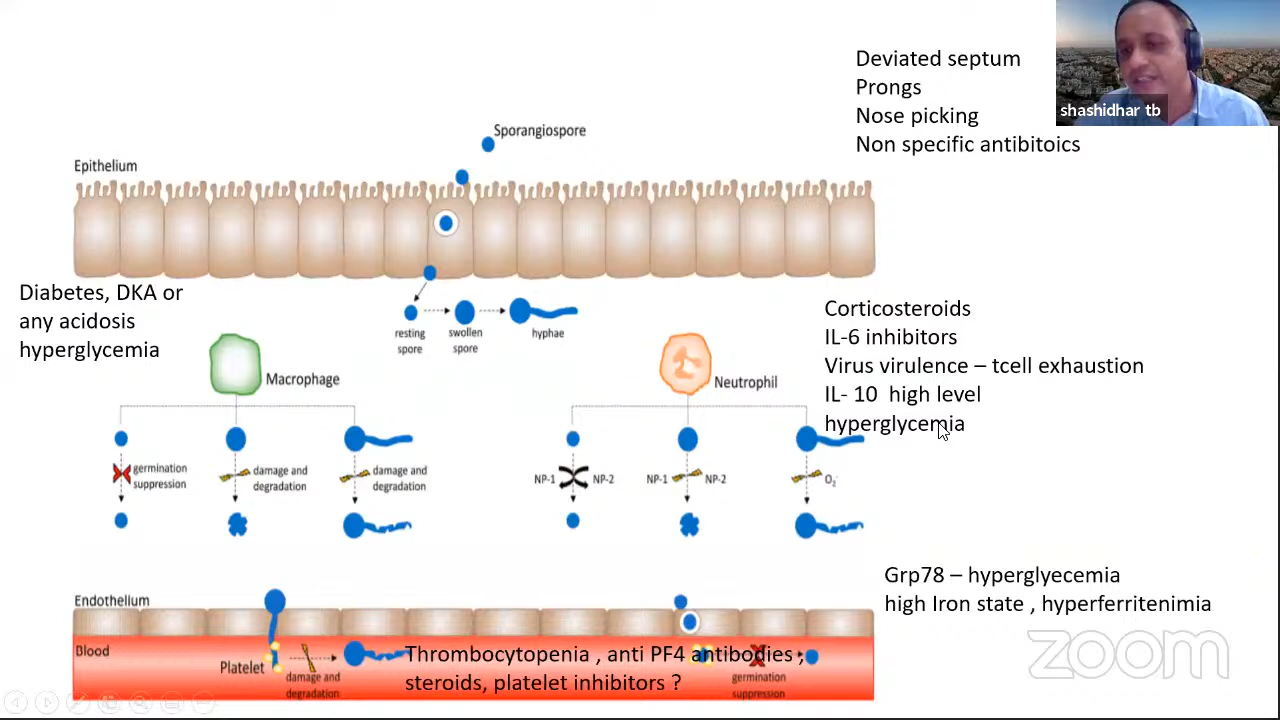 Deviated septum
Prongs
Nose picking
Non specific antibitoics
shashidhar tb
Sporangiospore
Epithelium
Diabetes, DKA or
any acidosis
hyperglycemia
resting
spore
swollen
spore
hyphae
Corticosteroids
IL-6 inhibitors
Virus virulence – tcell exhaustion
IL- 10 high level
hyperglycemia
Macrophage
Neutrophil
germination
suppression
damage and
degradation
damage and
degradation
NP-1 NP-2
NP-1 NP-2
O2-
Grp78 – hyperglyecemia
high Iron state , hyperferritenimia
Endothelium
Blood
Platelet
damage and
degradation
Thrombocytopenia , anti PF4 antibodies ,
steroids, platelet inhibitors ?
germination
suppression
zoom